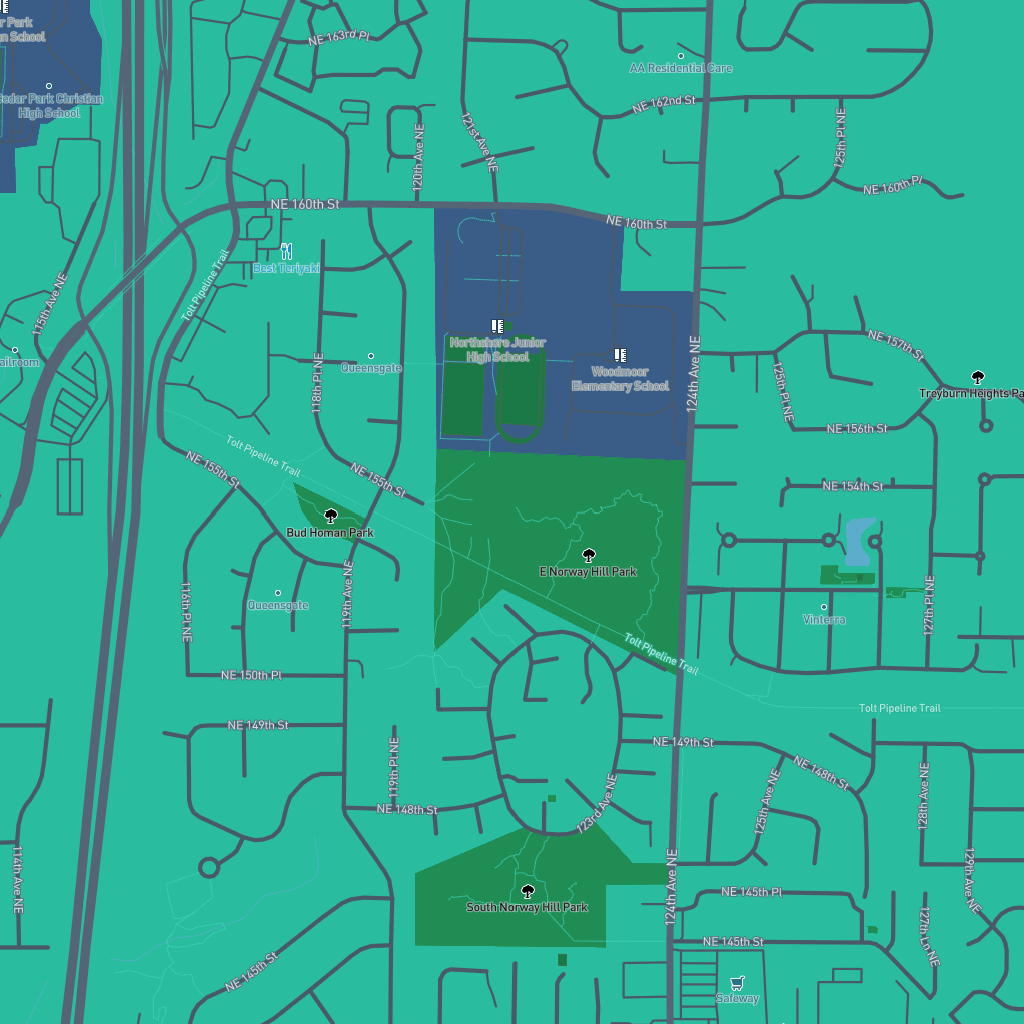 Cedar Park Christian
High School
NE 163rd Pl
AA Residential Care
NE 162nd St
121st Ave NE
120th Ave NE
125th Pl NE
NE 160th Pl
NE 160th St
NE 160th St
Best Teriyaki
Tolt Pipeline Trail
115th Ave NE
Northshore Junior
High School
Woodmoor
Elementary School
Queensgate
118th Pl NE
124th Ave NE
NE 157th St
125th Pl NE
Treyburn Heights Pa
NE 156th St
Tolt Pipeline Trail
NE 155th St
NE 155th St
NE 154th St
Bud Homan Park
E Norway Hill Park
116th Pl NE
119th Ave NE
Queensgate
Vinterra
127th Pl NE
Tolt Pipeline Trail
NE 150th Pl
Tolt Pipeline Trail
NE 149th St
NE 149th St
119th Pl NE
NE 148th St
NE 148th St
123rd Ave NE
125th Ave NE
128th Ave NE
114th Ave NE
124th Ave NE
129th Ave NE
NE 145th Pl
South Norway Hill Park
127th Ln NE
NE 145th St
NE 145th St
Safeway